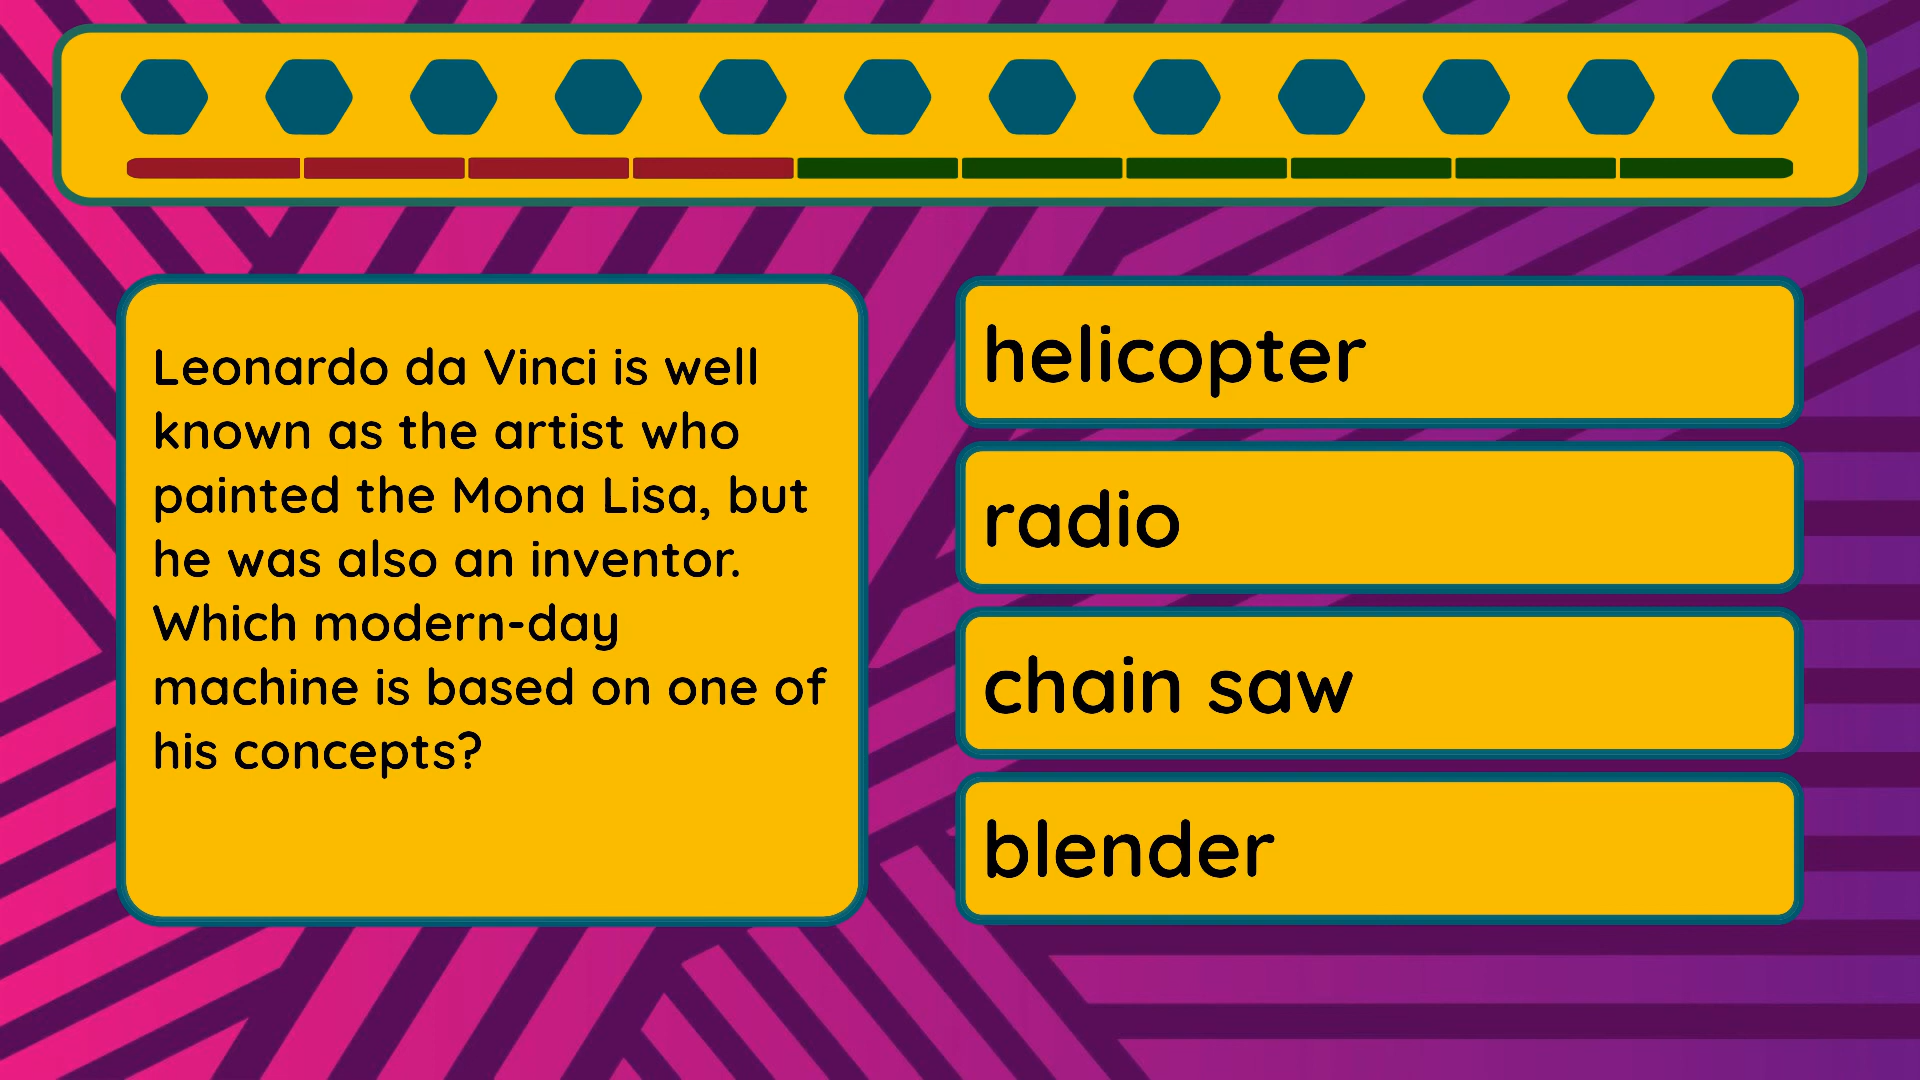 Leonardo da Vinci is well
known as the artist who
painted the Mona Lisa, but
he was also an inventor.
Which modern-day
machine is based on one of
his concepts?
helicopter
radio
chain saw
blender